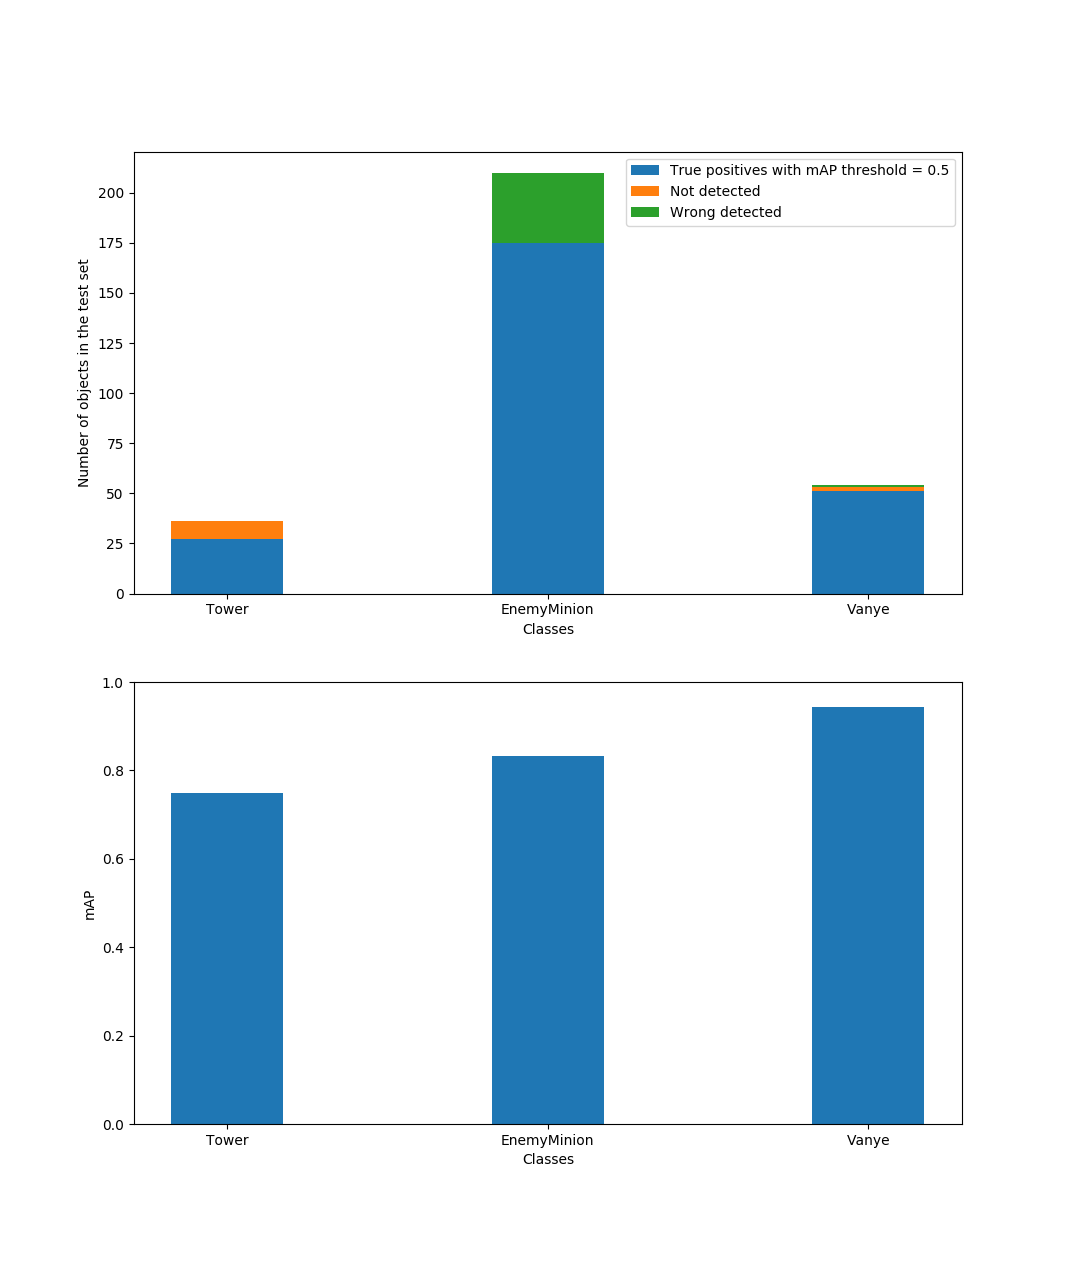 True positives with mAP threshold = 0.5
Not detected
Wrong detected
Number of objects in the test set
200
175
150
125
100
75
50
25
0
Tower EnemyMinion Vanye
Classes
mAP
1.0
0.8
0.6
0.4
0.2
0.0
Tower EnemyMinion Vanye
Classes